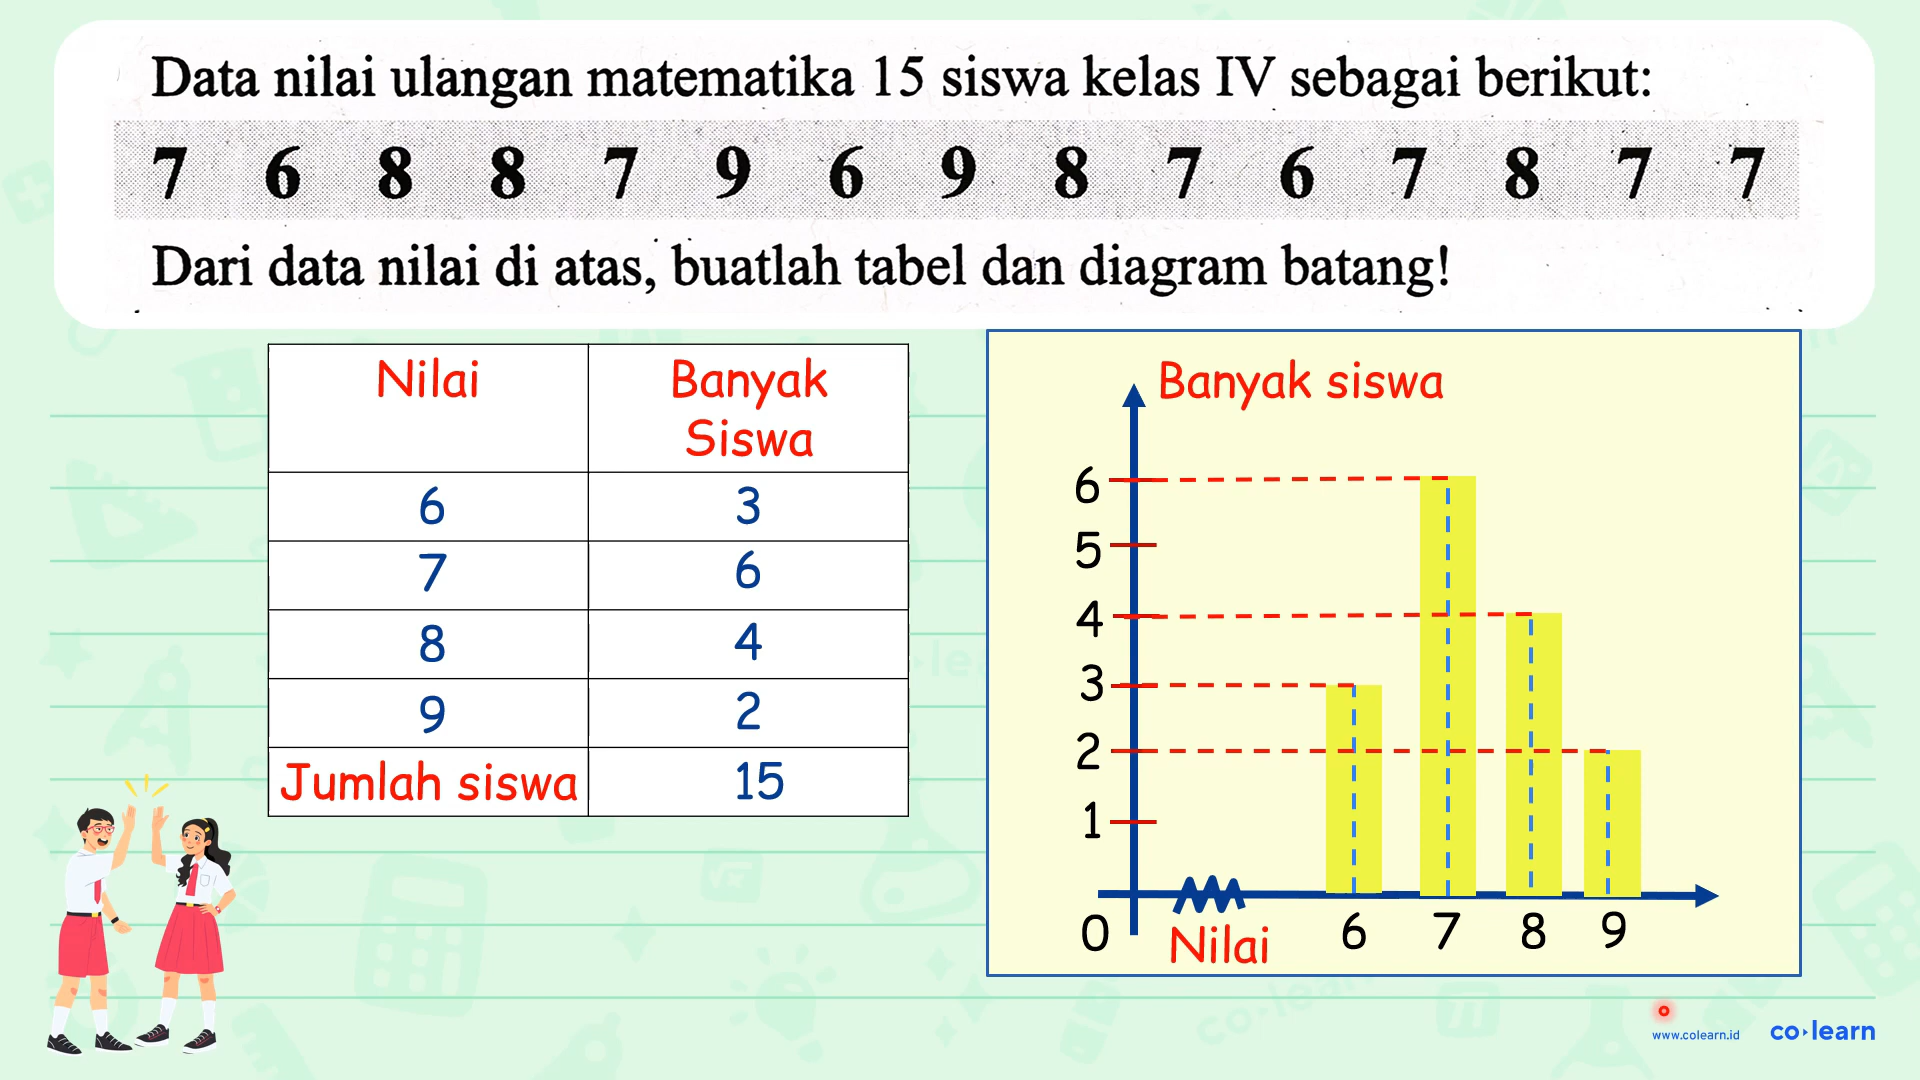 Data nilai ulangan matematika 15 siswa kelas IV sebagai berikut:
7 6 8 8 7 9 6 9 8 7 6 7 8 7 7
Dari data nilai di atas, buatlah tabel dan diagram batang!
Nilai Banyak Siswa
6 3
7 6
8 4
9 2
Jumlah siswa 15
Banyak siswa
6
5
4
3
2
1
0
Nilai 6 7 8 9
www.colearn.id
co learn